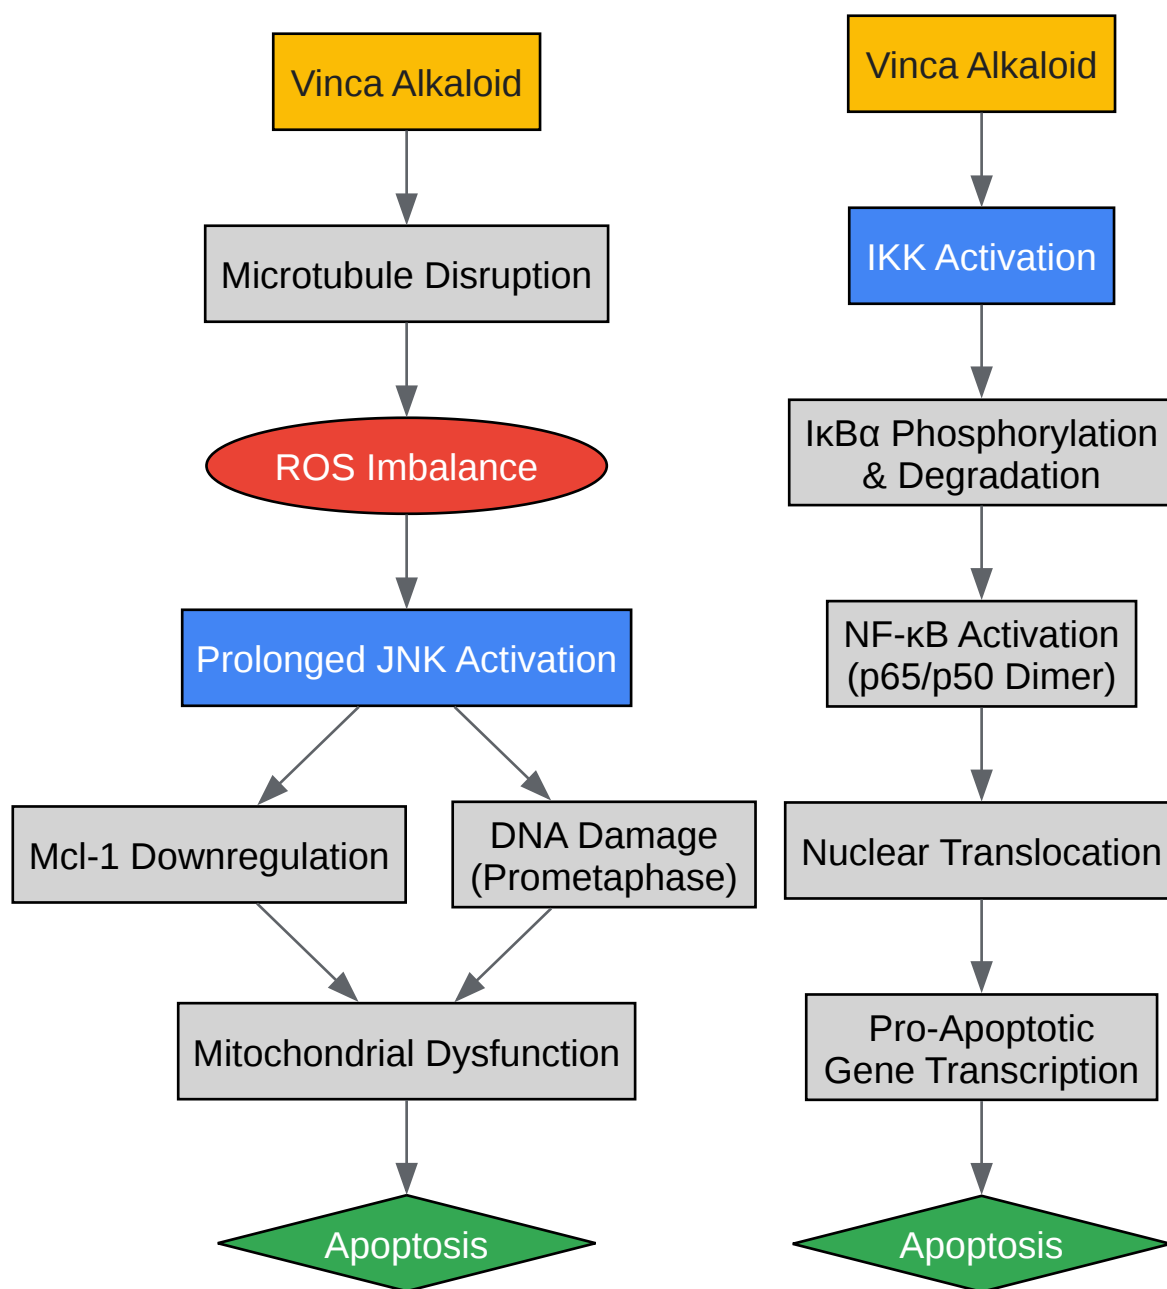 Vinca Alkaloid
Microtubule Disruption
ROS Imbalance
Prolonged JNK Activation
Mcl-1 Downregulation
DNA Damage
(Prometaphase)
Mitochondrial Dysfunction
Apoptosis
Vinca Alkaloid
IKK Activation
IκBα Phosphorylation
& Degradation
NF-κB Activation
(p65/p50 Dimer)
Nuclear Translocation
Pro-Apoptotic
Gene Transcription
Apoptosis